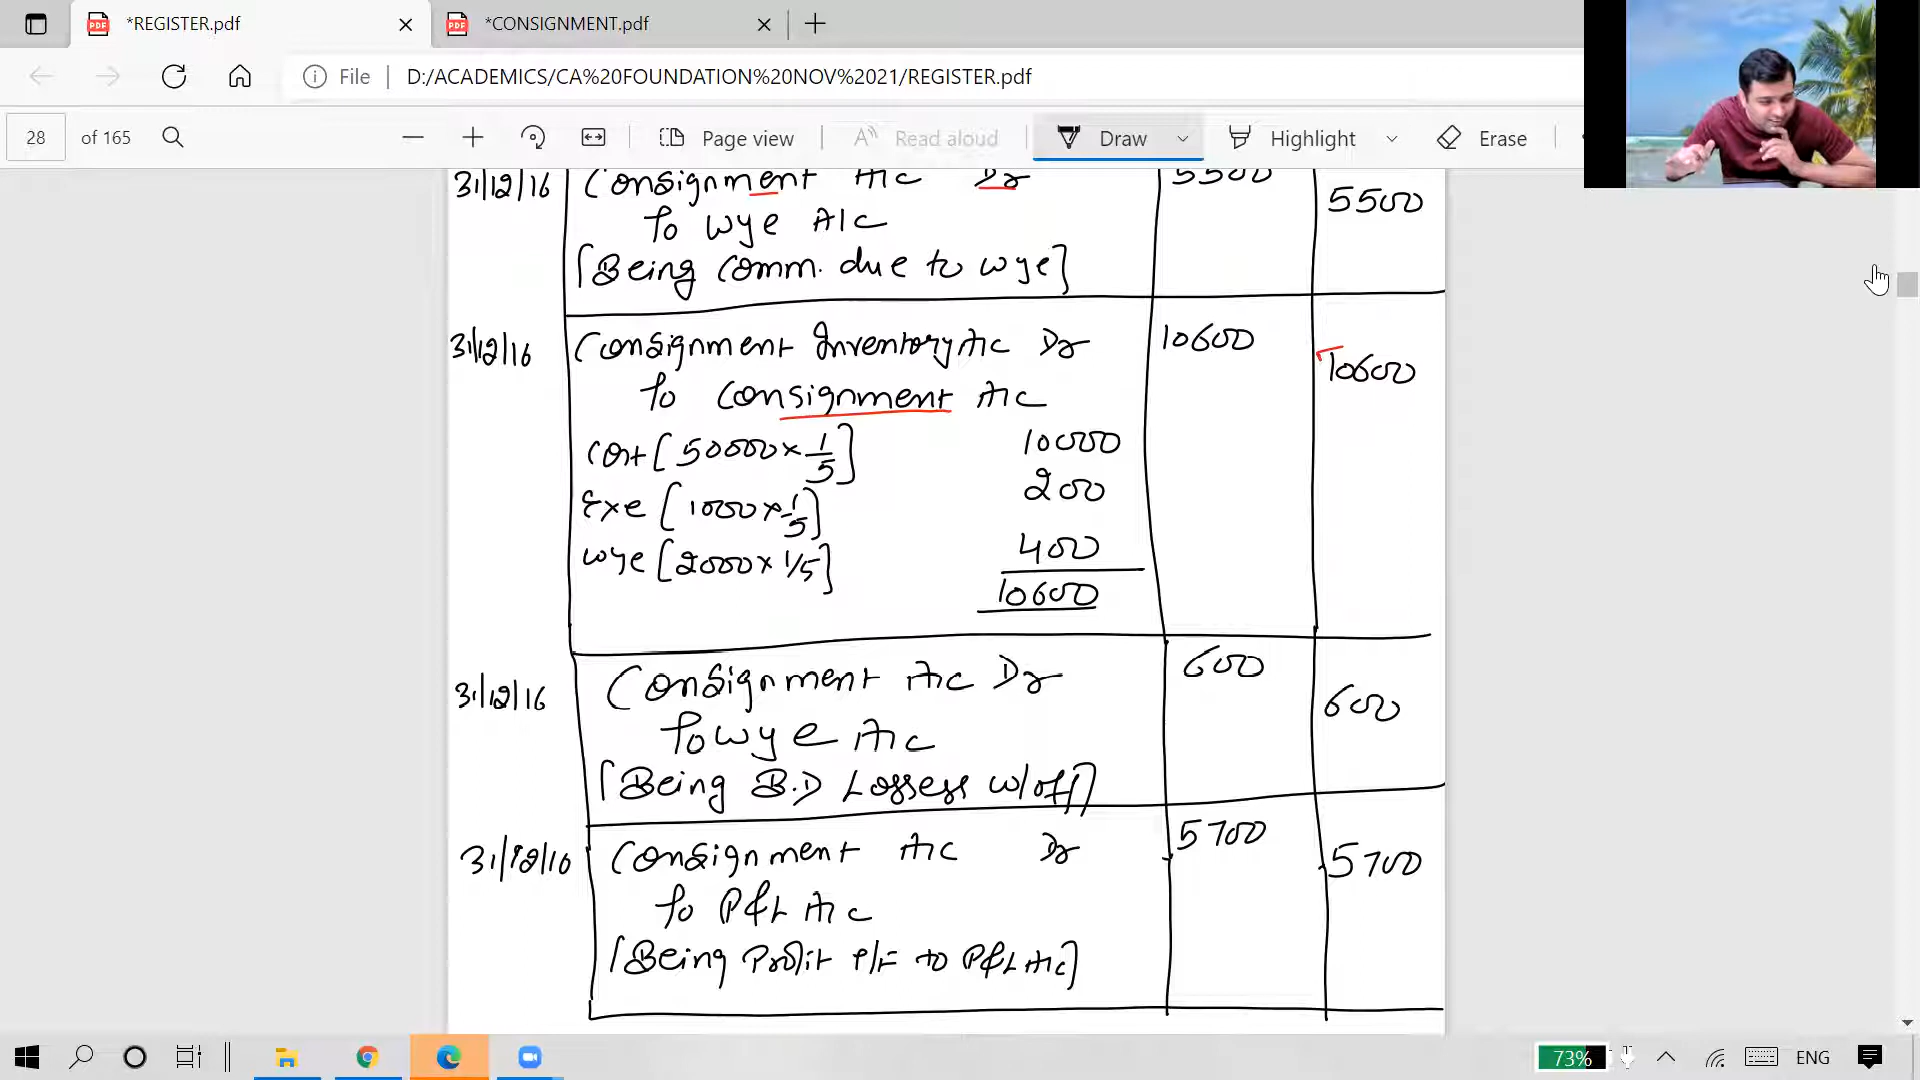 *REGISTER.pdf
*CONSIGNMENT.pdf
File
D:/ACADEMICS/CA%20FOUNDATION%20NOV%2021/REGISTER.pdf
28 of 165
Page view
Read aloud
Draw
Highlight
Erase
31/12/16 Consignment A/c Dr 5500
To Wye A/c 5500
[Being Comm. due to Wye]
31/12/16 Consignment Inventory A/c Dr 10600
To Consignment A/c 10600
Cost [50000 × 1/5] 10000
Exe [1000 × 1/5] 200
Wye [2000 × 1/5] 400
10600
31/12/16 Consignment A/c Dr 600
To Wye A/c 600
[Being B.D Lossess w/off]
31/12/16 Consignment A/c Dr 5700
To P&L A/c 5700
[Being Profit t/f to P&L A/c]
73%
ENG